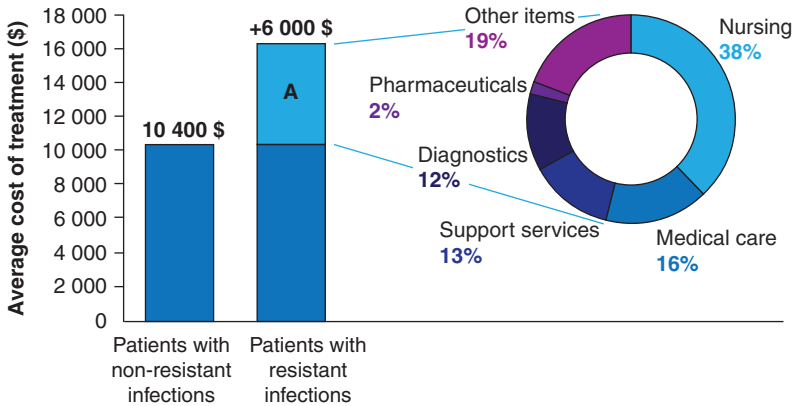 Average cost of treatment ($)
18 000
16 000
14 000
12 000
10 000
8 000
6 000
4 000
2 000
0
10 400 $
+6 000 $
A
Patients with
non-resistant
infections
Patients with
resistant
infections
Other items
19%
Pharmaceuticals
2%
Diagnostics
12%
Support services
13%
Nursing
38%
Medical care
16%